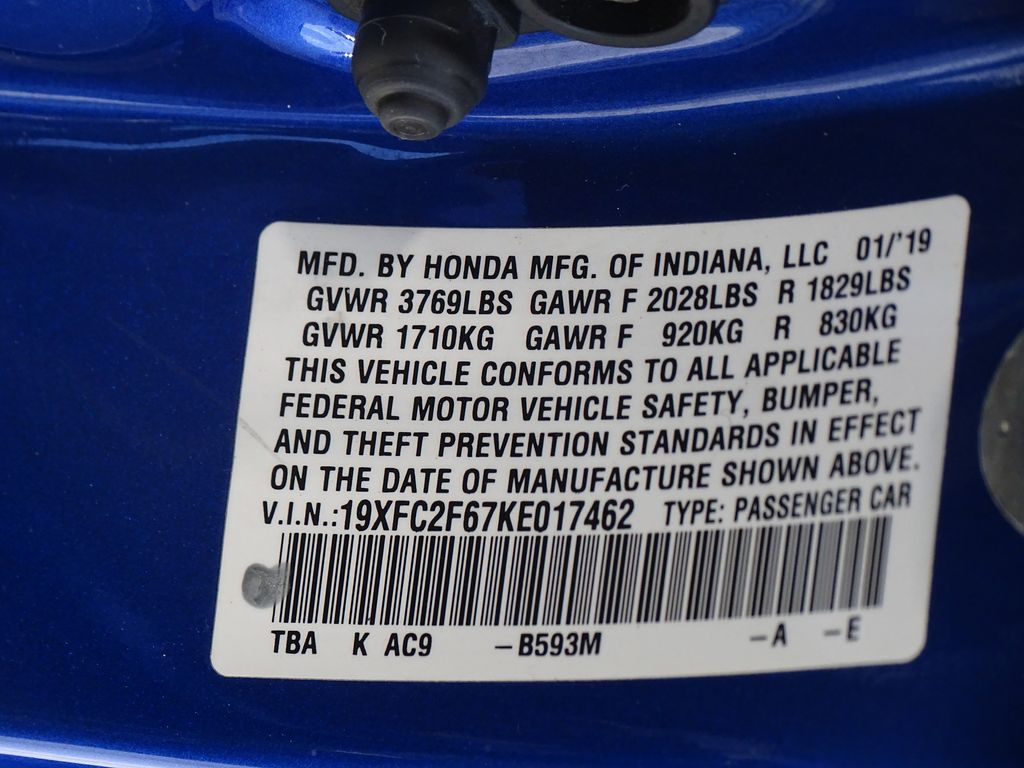 MFD. BY HONDA MFG. OF INDIANA, LLC 01/'19
GVWR 3769LBS GAWR F 2028LBS R 1829LBS
GVWR 1710KG GAWR F 920KG R 830KG
THIS VEHICLE CONFORMS TO ALL APPLICABLE
FEDERAL MOTOR VEHICLE SAFETY, BUMPER,
AND THEFT PREVENTION STANDARDS IN EFFECT
ON THE DATE OF MANUFACTURE SHOWN ABOVE.
V.I.N.:19XFC2F67KE017462 TYPE: PASSENGER CAR
TBA K AC9 -B593M -A -E